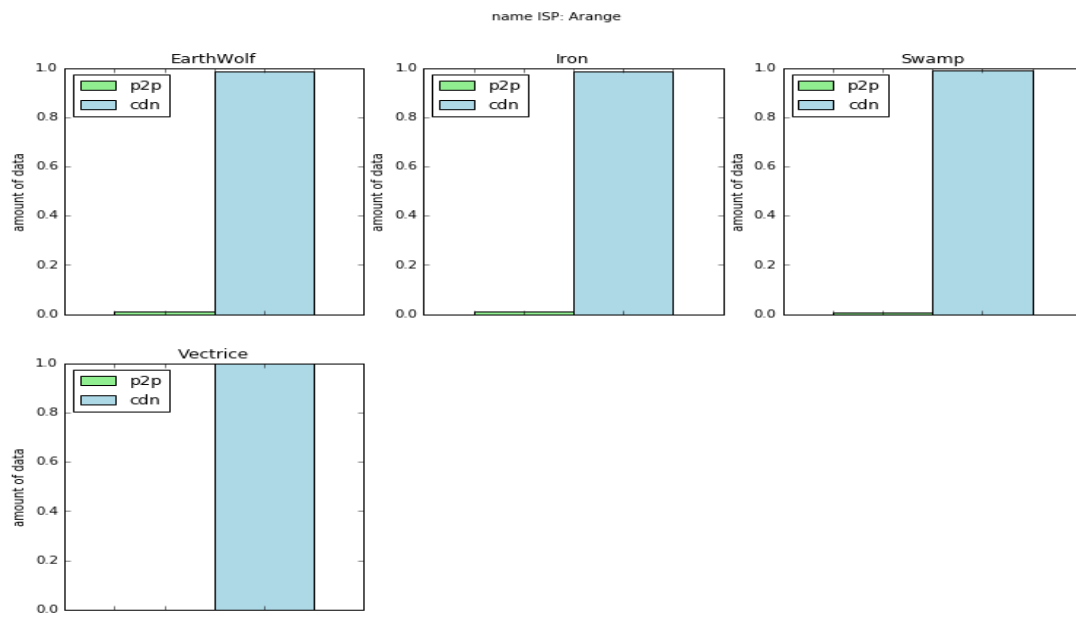 name ISP: Arange
EarthWolf
Iron
Swamp
1.0
0.8
0.6
0.4
0.2
0.0
amount of data
p2p
cdn
1.0
0.8
0.6
0.4
0.2
0.0
amount of data
p2p
cdn
1.0
0.8
0.6
0.4
0.2
0.0
amount of data
p2p
cdn
Vectrice
1.0
0.8
0.6
0.4
0.2
0.0
amount of data
p2p
cdn